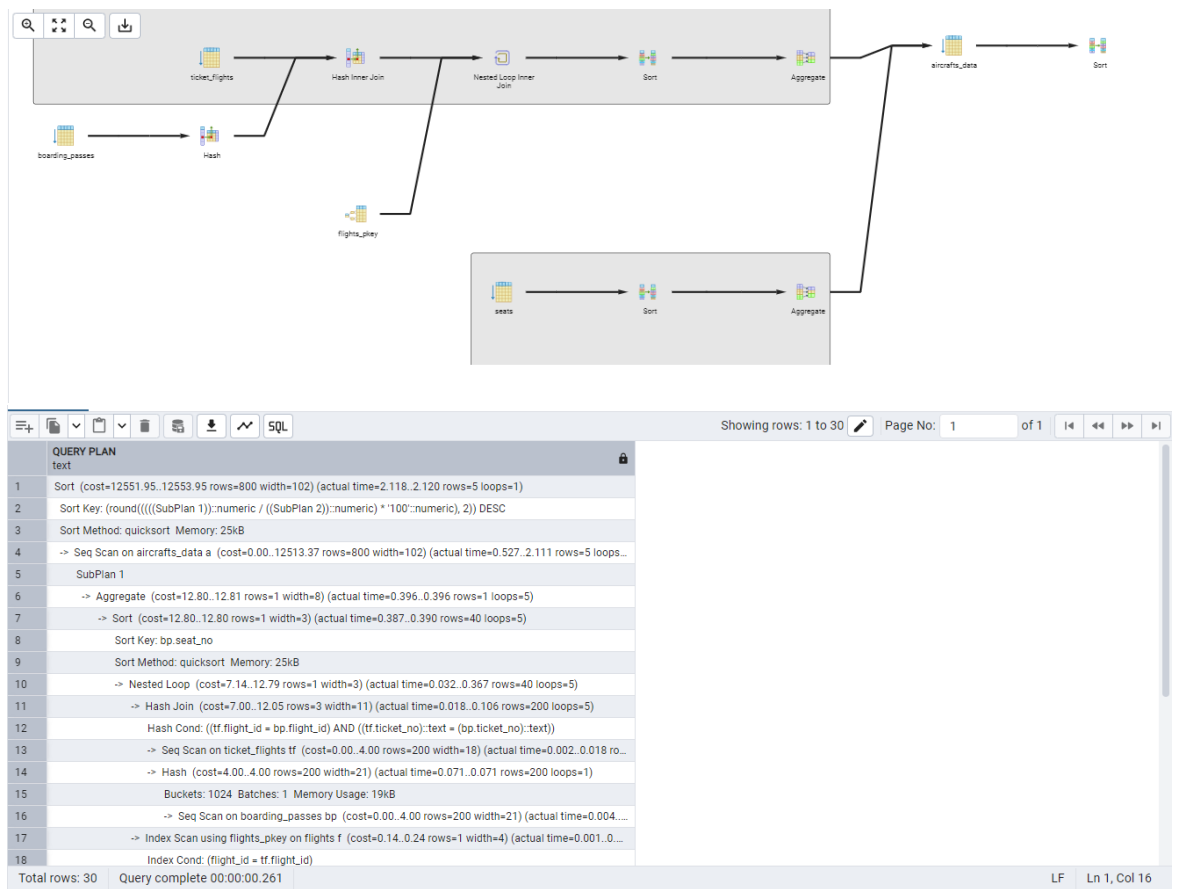 ticket_flights
Hash Inner Join
Nested Loop Inner
Join
Sort
Aggregate
aircrafts_data
Sort
boarding_passes
Hash
flights_pkey
seats
Sort
Aggregate
SQL
Showing rows: 1 to 30
Page No: 1 of 1
QUERY PLAN
text
1 Sort (cost=12551.95..12553.95 rows=800 width=102) (actual time=2.118..2.120 rows=5 loops=1)
2 Sort Key: (round(((((SubPlan 1))::numeric / ((SubPlan 2))::numeric) * '100'::numeric), 2)) DESC
3 Sort Method: quicksort Memory: 25kB
4 -> Seq Scan on aircrafts_data a (cost=0.00..12513.37 rows=800 width=102) (actual time=0.527..2.111 rows=5 loops...
5 SubPlan 1
6 -> Aggregate (cost=12.80..12.81 rows=1 width=8) (actual time=0.396..0.396 rows=1 loops=5)
7 -> Sort (cost=12.80..12.80 rows=1 width=3) (actual time=0.387..0.390 rows=40 loops=5)
8 Sort Key: bp.seat_no
9 Sort Method: quicksort Memory: 25kB
10 -> Nested Loop (cost=7.14..12.79 rows=1 width=3) (actual time=0.032..0.367 rows=40 loops=5)
11 -> Hash Join (cost=7.00..12.05 rows=3 width=11) (actual time=0.018..0.106 rows=200 loops=5)
12 Hash Cond: ((tf.flight_id = bp.flight_id) AND ((tf.ticket_no)::text = (bp.ticket_no)::text))
13 -> Seq Scan on ticket_flights tf (cost=0.00..4.00 rows=200 width=18) (actual time=0.002..0.018 ro...
14 -> Hash (cost=4.00..4.00 rows=200 width=21) (actual time=0.071..0.071 rows=200 loops=1)
15 Buckets: 1024 Batches: 1 Memory Usage: 19kB
16 -> Seq Scan on boarding_passes bp (cost=0.00..4.00 rows=200 width=21) (actual time=0.004.....
17 -> Index Scan using flights_pkey on flights f (cost=0.14..0.24 rows=1 width=4) (actual time=0.001..0....
18 Index Cond: (flight_id = tf.flight_id)
Total rows: 30 Query complete 00:00:00.261 LF Ln 1, Col 16